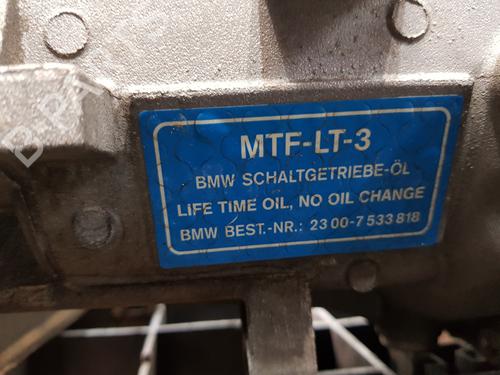 MTF-LT-3
BMW SCHALTGETRIEBE-ÖL
LIFE TIME OIL, NO OIL CHANGE
BMW BEST.-NR.: 23 00-7 533 818